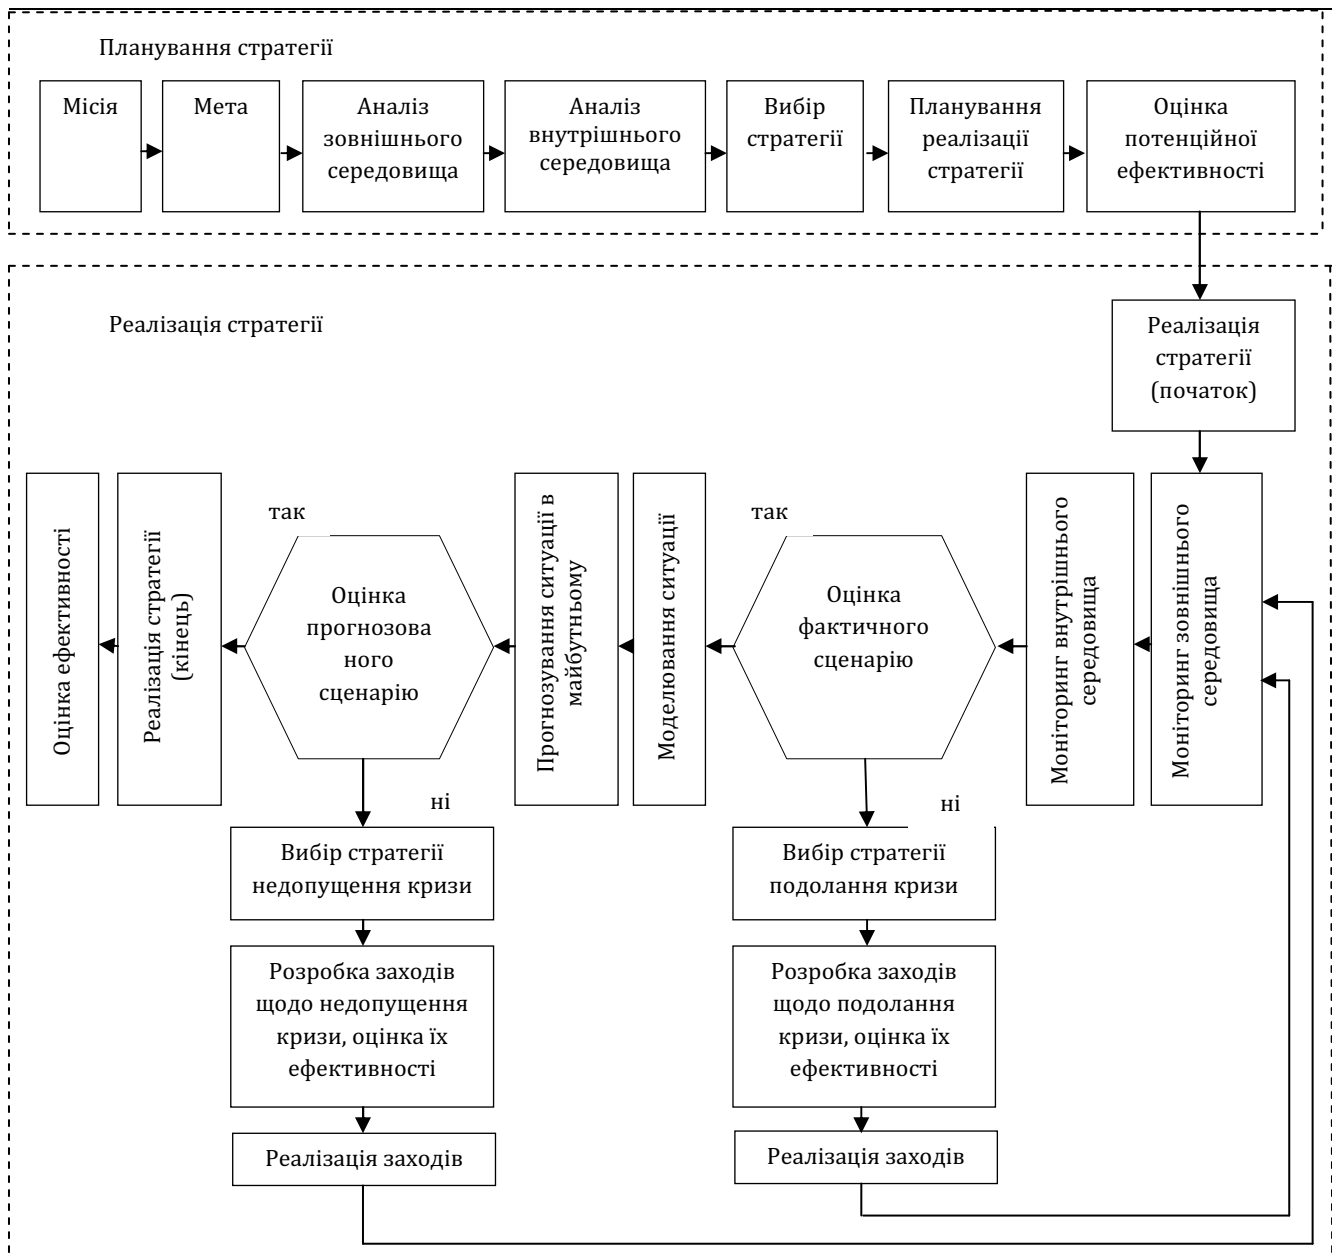 Планування стратегії
Місія
Мета
Аналіз
зовнішнього
середовища
Аналіз
внутрішнього
середовища
Вибір
стратегії
Планування
реалізації
стратегії
Оцінка
потенційної
ефективності
Реалізація стратегії
Реалізація
стратегії
(початок)
Моніторинг зовнішнього
середовища
Моніторинг внутрішнього
середовища
так
Оцінка
фактичного
сценарію
ні
Моделювання ситуації
Прогнозування ситуації в
майбутньому
так
Оцінка
прогнозова
ного
сценарію
ні
Реалізація стратегії
(кінець)
Оцінка ефективності
Вибір стратегії
недопущення кризи
Розробка заходів
щодо недопущення
кризи, оцінка їх
ефективності
Реалізація заходів
Вибір стратегії
подолання кризи
Розробка заходів
щодо подолання
кризи, оцінка їх
ефективності
Реалізація заходів